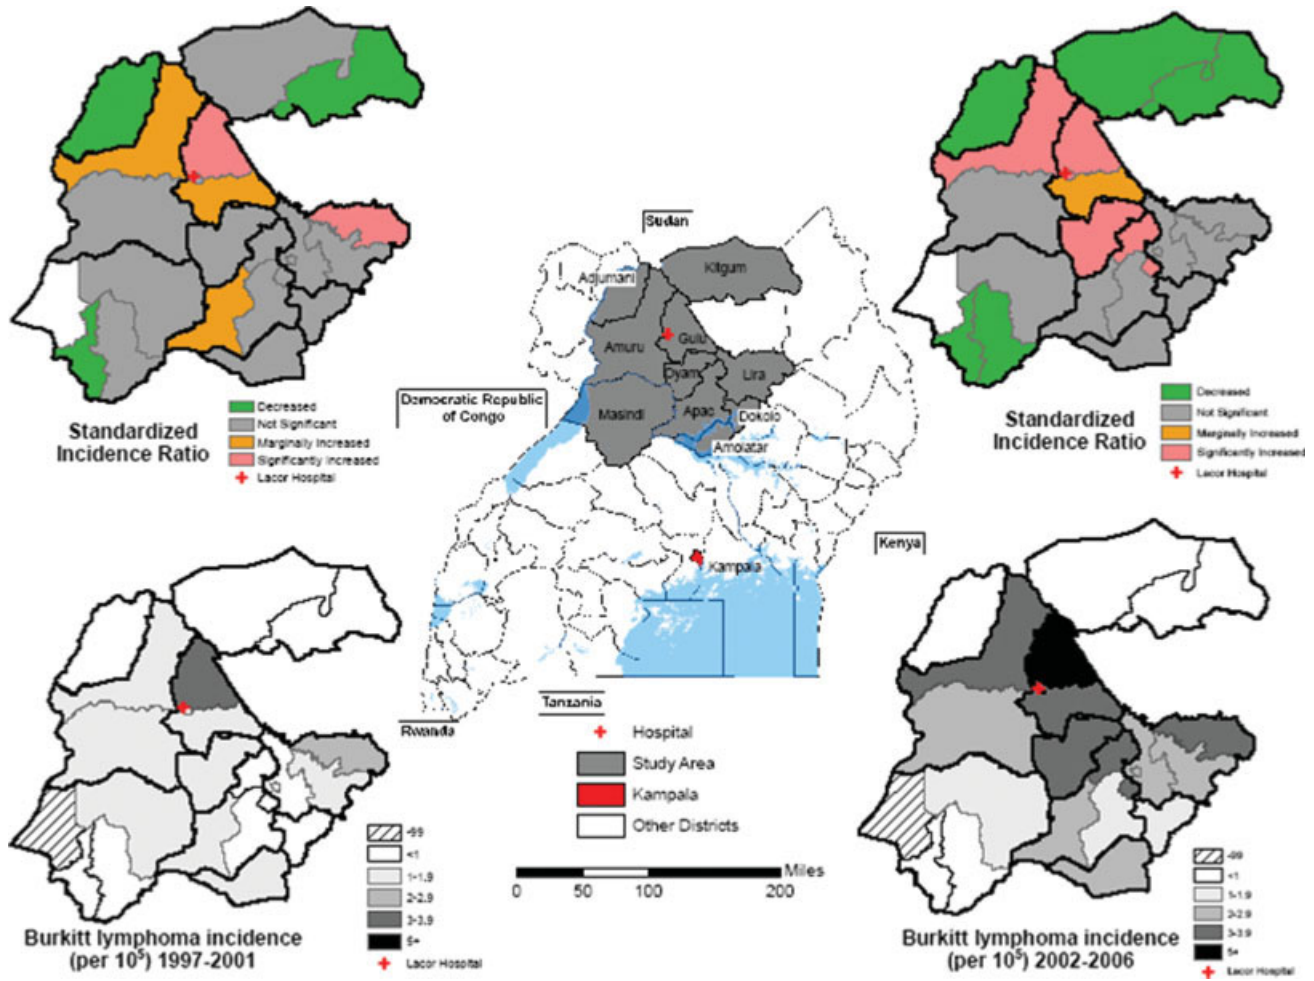 Sudan
Adjumani
Kitgum
Amuru
Gulu
Oyam
Lira
Masindi
Apac
Dokolo
Amolatar
Democratic Republic
of Congo
Kenya
Kampala
Tanzania
Rwanda
Hospital
Study Area
Kampala
Other Districts
Miles
0 50 100 200
Standardized
Incidence Ratio
Decreased
Not Significant
Marginally Increased
Significantly Increased
Lacor Hospital
Standardized
Incidence Ratio
Decreased
Not Significant
Marginally Increased
Significantly Increased
Lacor Hospital
-99
<1
1-1.9
2-2.9
3-3.9
5+
Lacor Hospital
Burkitt lymphoma incidence
(per 10⁵) 1997-2001
-99
<1
1-1.9
2-2.9
3-3.9
5+
Lacor Hospital
Burkitt lymphoma incidence
(per 10⁵) 2002-2006